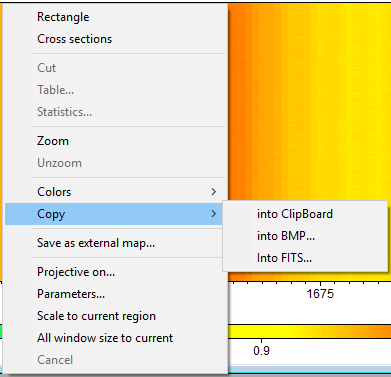 Rectangle
Cross sections
Cut
Table...
Statistics...
Zoom
Unzoom
Colors
Copy
into ClipBoard
into BMP...
Into FITS...
Save as external map...
Projective on...
Parameters...
Scale to current region
All window size to current
Cancel
1675
0.9